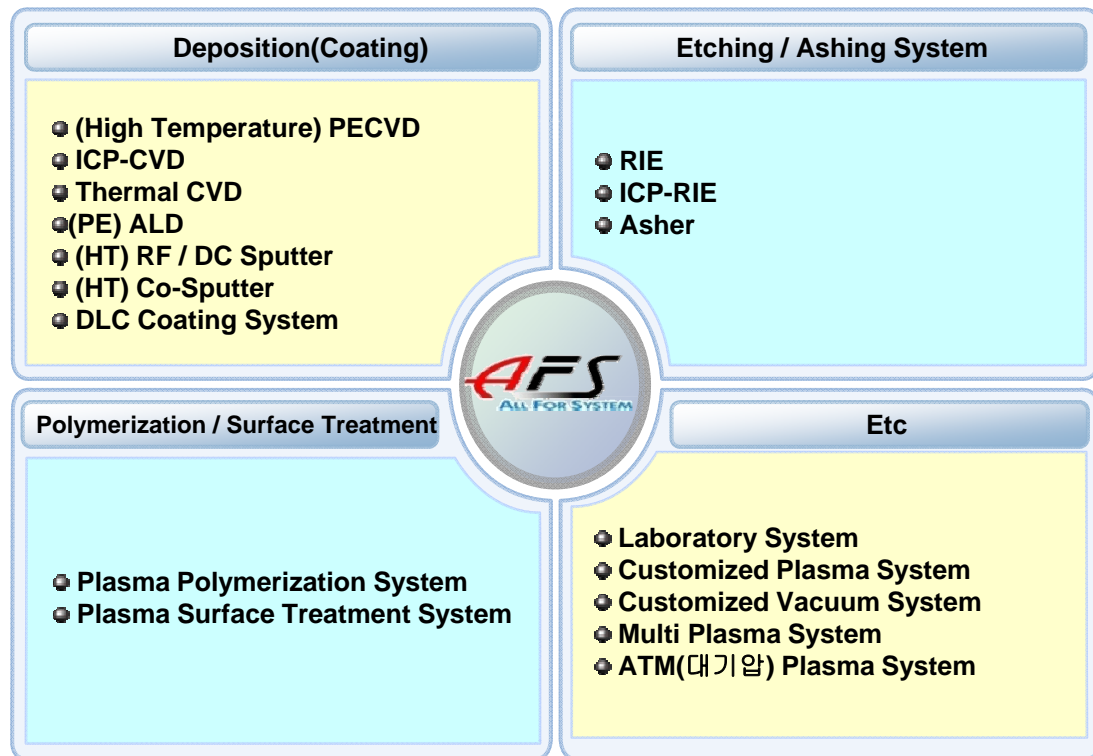 Deposition(Coating)
(High Temperature) PECVD
ICP-CVD
Thermal CVD
(PE) ALD
(HT) RF / DC Sputter
(HT) Co-Sputter
DLC Coating System
Etching / Ashing System
RIE
ICP-RIE
Asher
AFS
ALL FOR SYSTEM
Polymerization / Surface Treatment
Plasma Polymerization System
Plasma Surface Treatment System
Etc
Laboratory System
Customized Plasma System
Customized Vacuum System
Multi Plasma System
ATM(대기압) Plasma System